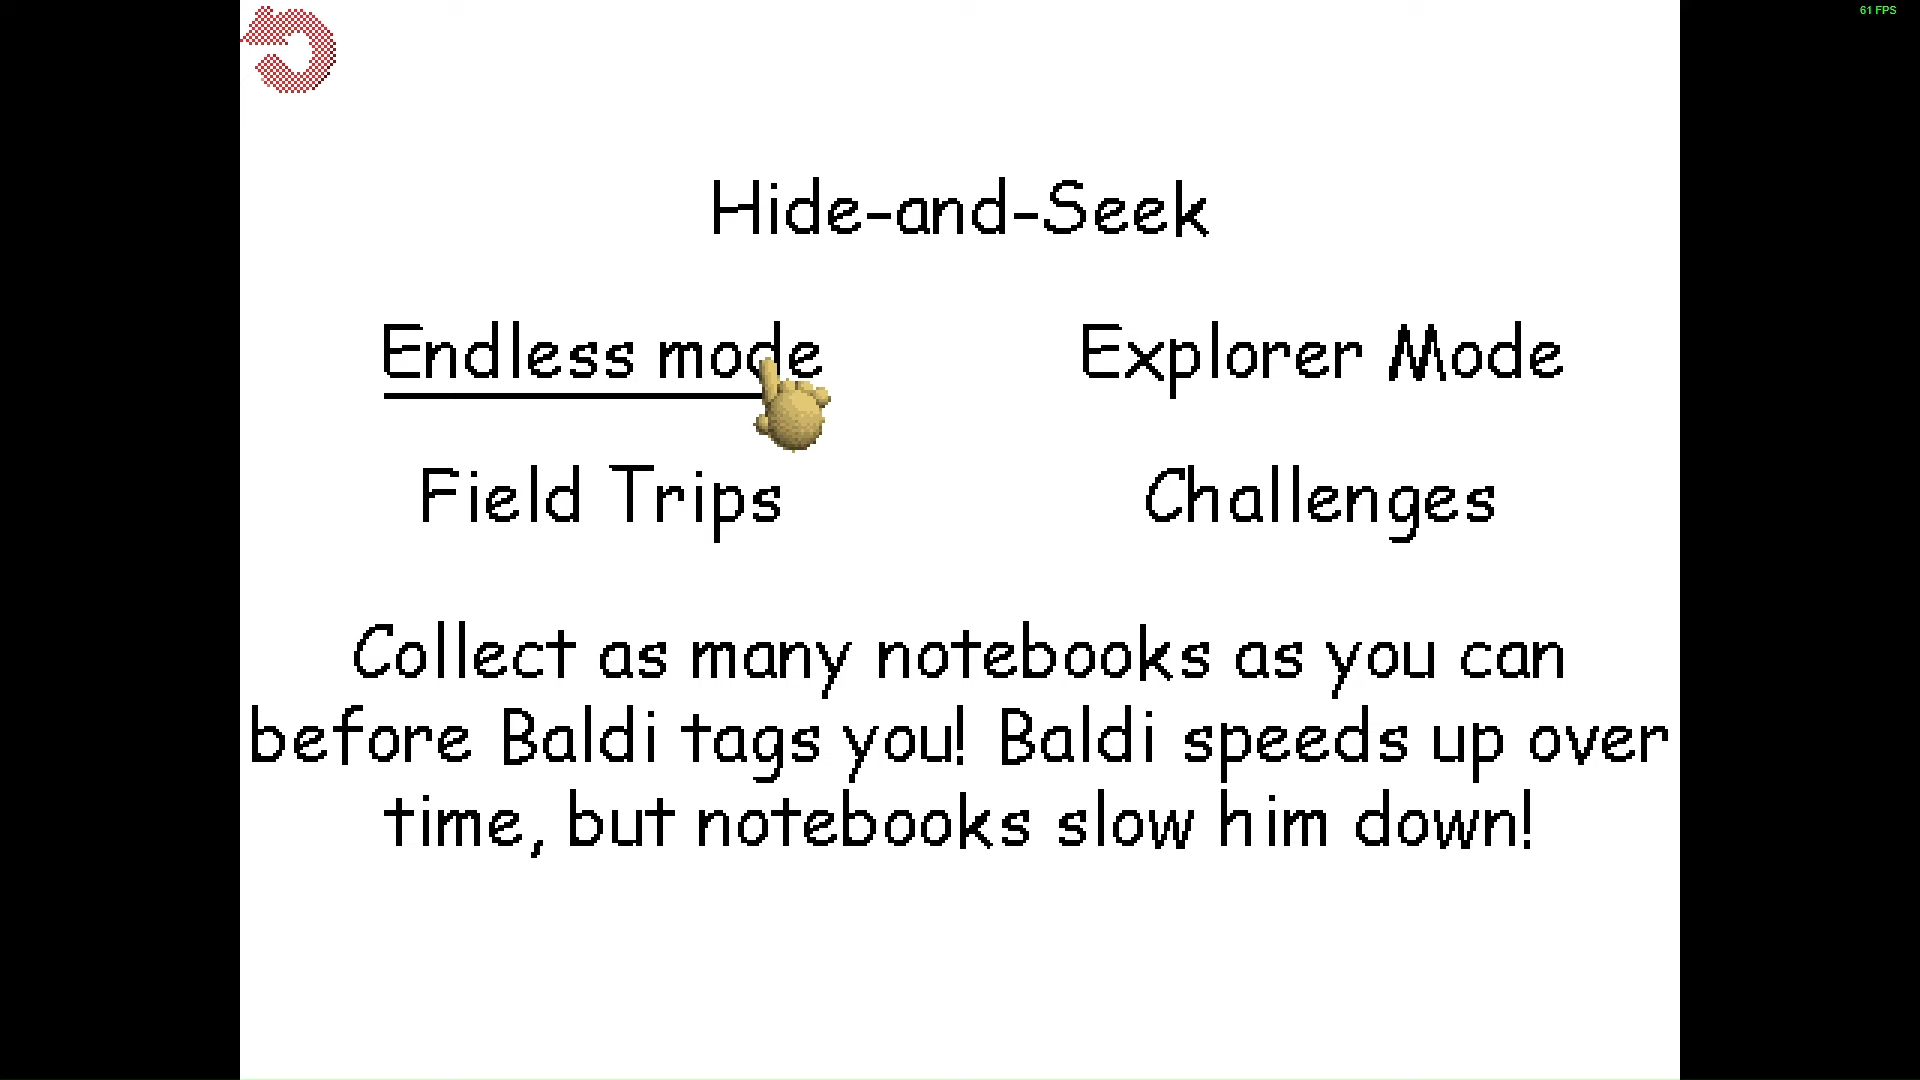 61 FPS
Hide-and-Seek
Endless mode
Explorer Mode
Field Trips
Challenges
Collect as many notebooks as you can
before Baldi tags you! Baldi speeds up over
time, but notebooks slow him down!